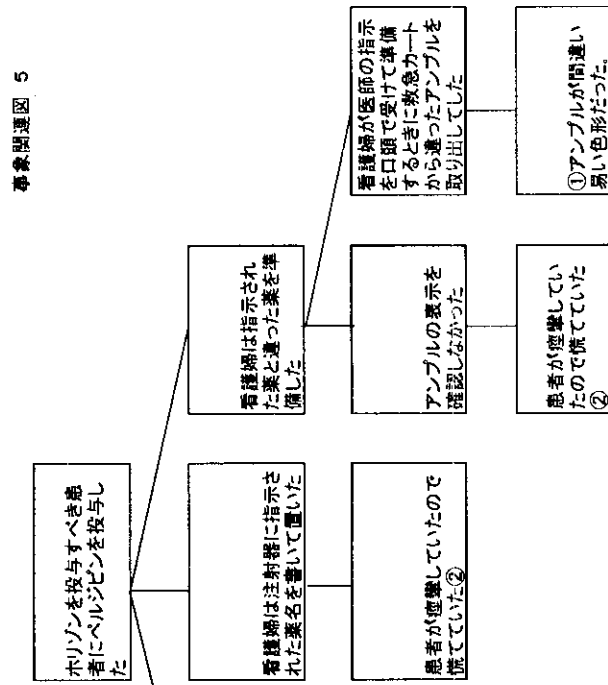 事象関連図 5
ホリゾンを投与すべき患
者にペルジピンを投与し
た
看護婦は注射器に指示さ
れた薬名を書いて置いた
患者が痙攣していたので
慌てていた②
看護婦は指示され
た薬と違った薬を準
備した
アンプルの表示を
確認しなかった
患者が痙攣してい
たので慌てていた
②
看護婦が医師の指示
を口頭で受けて準備
するときに救急カート
から違ったアンプルを
取り出してした
①アンプルが間違い
易い色形だった。